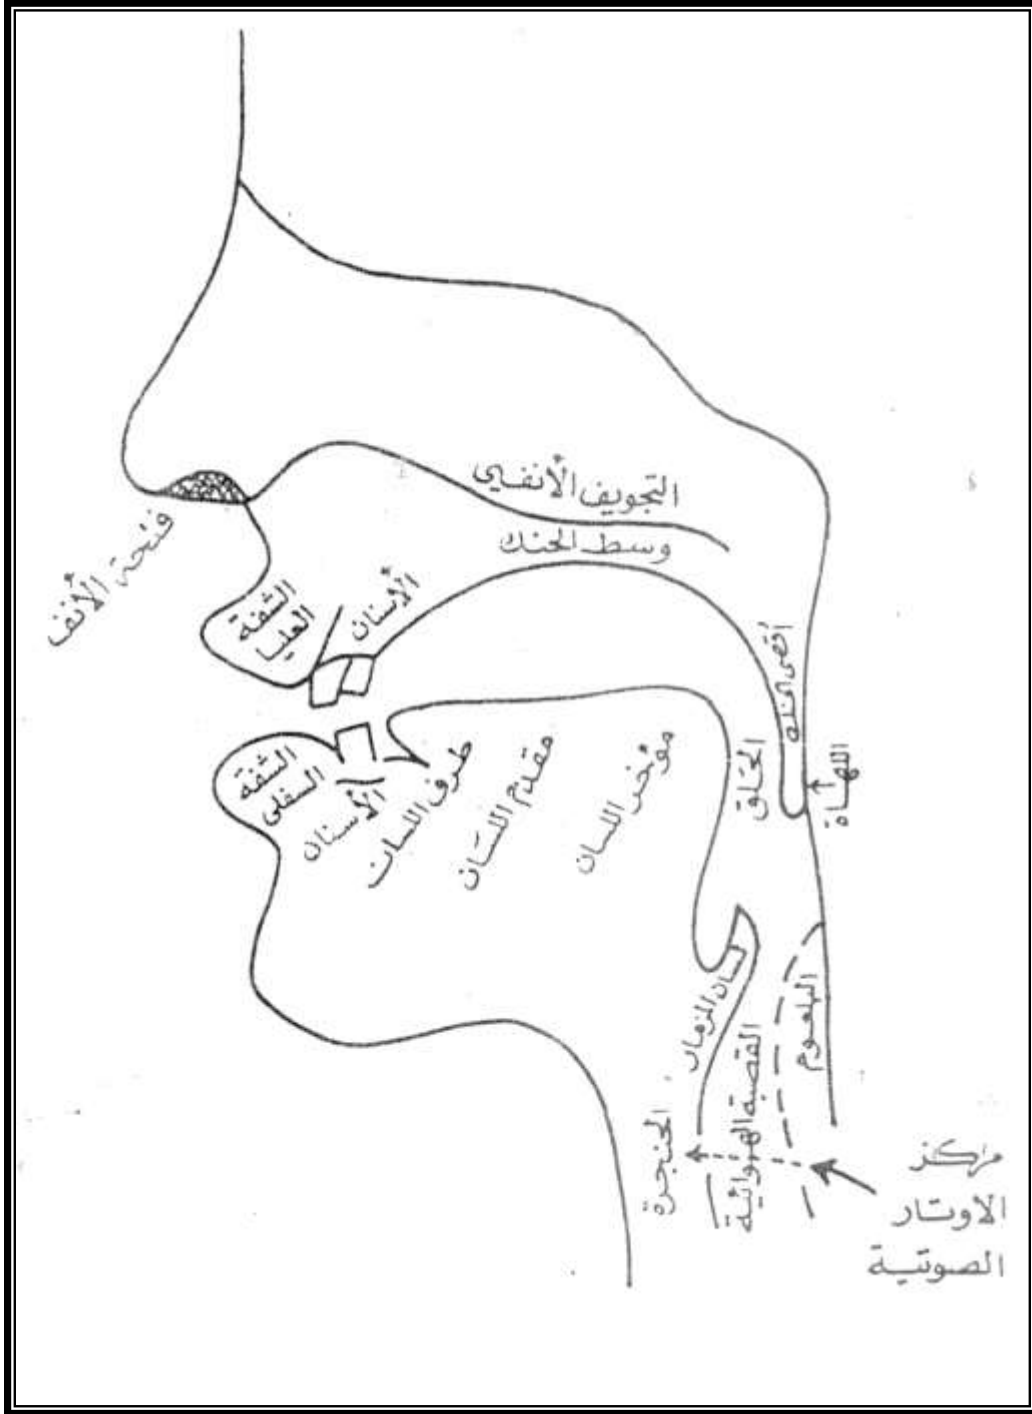 التجويف الأنفي
وسط الحنك
فتحة الأنف
الشفة
العليا
الأسنان
أقصى الحنك
اللهاة
الحلق
الشفة
السفلى
الأسنان
طرف اللسان
مقدم اللسان
مؤخر اللسان
لسان المزمار
القصبة الهوائية
البلعوم
الحنجرة
مراكز
الاوتار
الصوتية